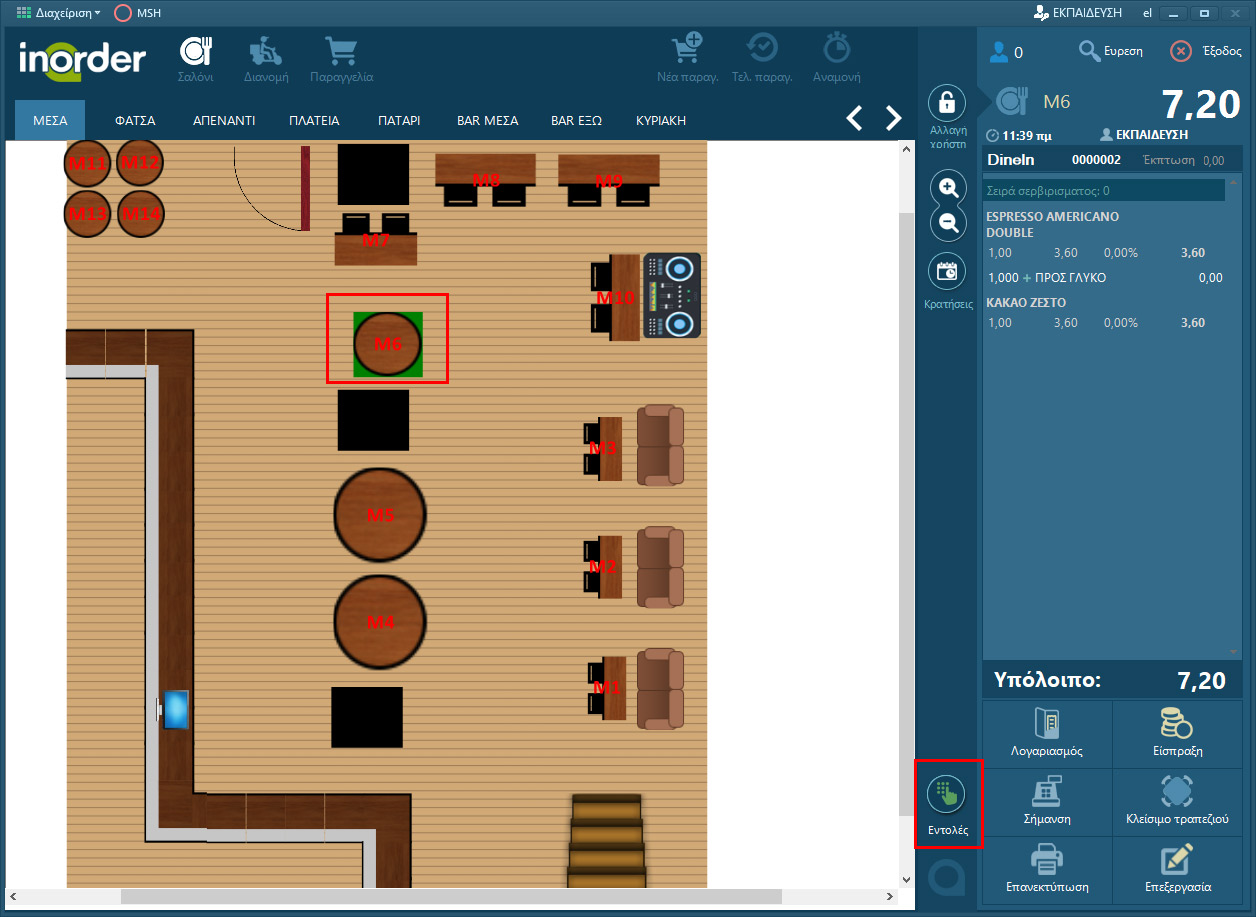 Διαχείριση
MSH
ΕΚΠΑΙΔΕΥΣΗ
el
inorder
Σαλόνι
Διανομή
Παραγγελία
Νέα παραγ.
Τελ. παραγ.
Αναμονή
ΜΕΣΑ
ΦΑΤΣΑ
ΑΠΕΝΑΝΤΙ
ΠΛΑΤΕΙΑ
ΠΑΤΑΡΙ
BAR ΜΕΣΑ
BAR ΕΞΩ
ΚΥΡΙΑΚΗ
M11
M12
M13
M14
M8
M9
M7
M10
M6
M3
M5
M2
M4
M1
Αλλαγή
χρήστη
Κρατήσεις
Εντολές
0
Ευρεση
Έξοδος
M6
7,20
11:39 πμ
ΕΚΠΑΙΔΕΥΣΗ
DineIn
0000002
Έκπτωση
0,00
Σειρά σερβιρισματος: 0
ESPRESSO AMERICANO
DOUBLE
1,00 3,60 0,00% 3,60
1,000 + ΠΡΟΣ ΓΛΥΚΟ 0,00
ΚΑΚΑΟ ΖΕΣΤΟ
1,00 3,60 0,00% 3,60
Υπόλοιπο: 7,20
Λογαριασμός
Είσπραξη
Σήμανση
Κλείσιμο τραπεζιού
Επανεκτύπωση
Επεξεργασία